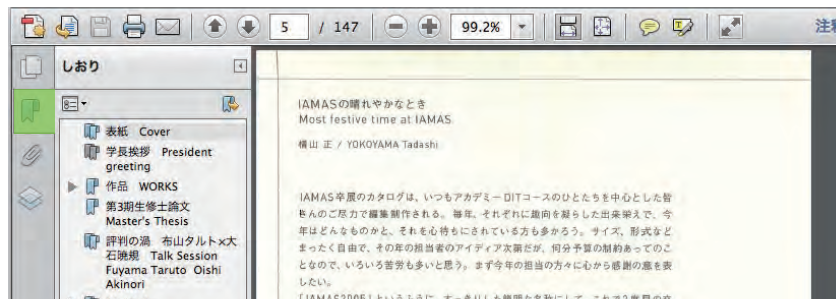 5 / 147
99.2%
注釈
しおり
表紙 Cover
学長挨拶 President
greeting
作品 WORKS
第3期生修士論文
Master's Thesis
評判の渦 布山タルト×大
石暁規 Talk Session
Fuyama Taruto Oishi
Akinori
IAMASの晴れやかなとき
Most festive time at IAMAS
横山 正 / YOKOYAMA Tadashi
IAMAS卒展のカタログは、いつもアカデミーDITコースのひとたちを中心とした皆
さんのご尽力で編集制作される。毎年、それぞれに趣向を凝らした出来栄えで、今
年はどんなものかと、それを心待ちにされている方も多かろう。サイズ、形式など
まったく自由で、その年の担当者のアイディア次第だが、何分予算の制約あってのこ
となので、いろいろ苦労も多いと思う。まず今年の担当の方々に心から感謝の意を表
したい。